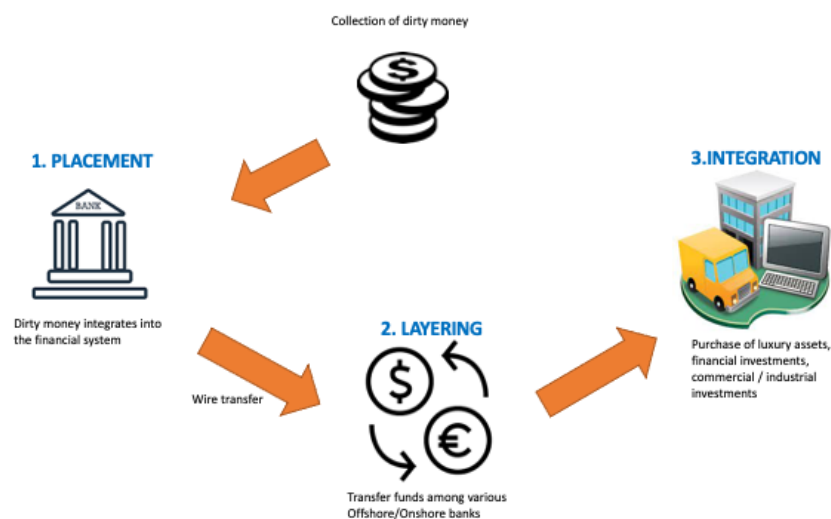 Collection of dirty money
1. PLACEMENT
BANK
Dirty money integrates into
the financial system
Wire transfer
2. LAYERING
$
€
Transfer funds among various
Offshore/Onshore banks
3.INTEGRATION
Purchase of luxury assets,
financial investments,
commercial / industrial
investments